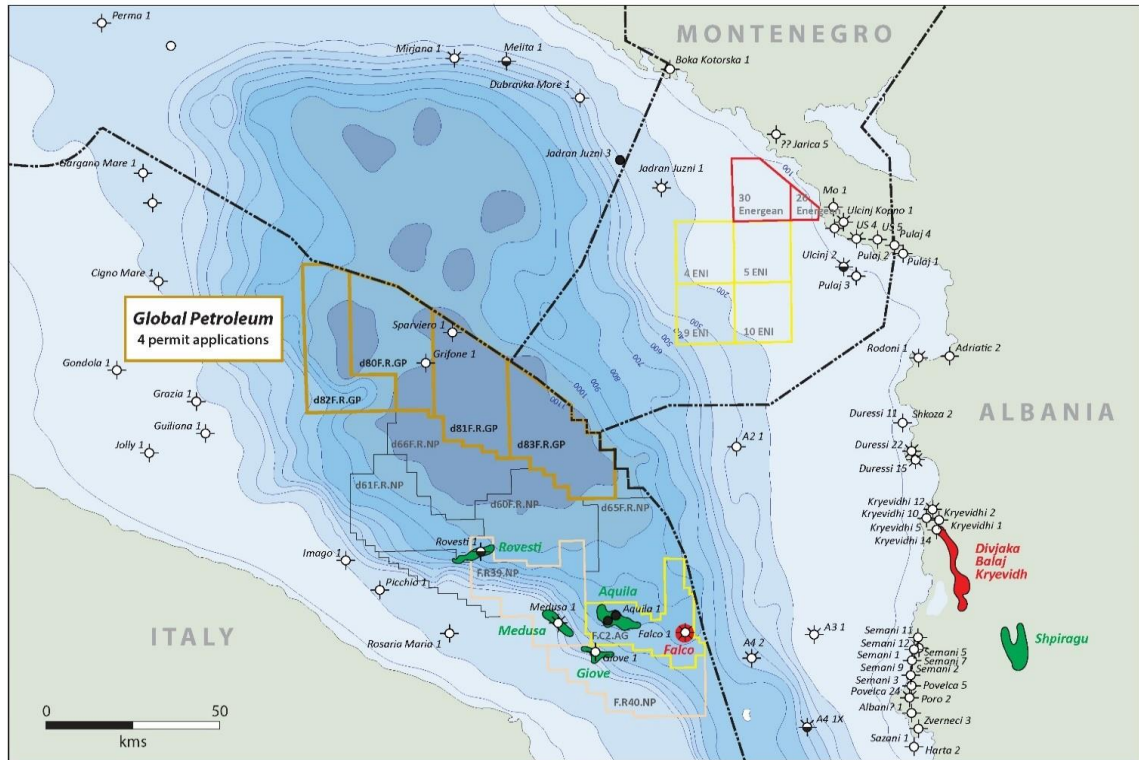 Perma 1
MONTENEGRO
Mirjana 1
Melita 1
Boka Kotorska 1
Dubravka More 1
?? Jarica 5
Jadran Juzni 3
Jadran Juzni 1
100
Gargano Mare 1
30
Energean
26
Energean
Mo 1
Ulcinj Kopno 1
US 4
US 5
Pulaj 4
Pulaj 2
Pulaj 1
Ulcinj 2
Pulaj 3
4 ENI
5 ENI
200
300
9 ENI
10 ENI
Cigno Mare 1
Global Petroleum
4 permit applications
Sparviero 1
Grifone 1
d80F.R.GP
d82F.R.GP
d81F.R.GP
d83F.R.GP
500
600
700
800
900
1000
1100
Rodoni 1
Adriatic 2
Gondola 1
Grazia 1
Guiliana 1
Jolly 1
ALBANIA
Duressi 11
Shkoza 2
A2 1
Duressi 22
Duressi 15
d66F.R.NP
d61F.R.NP
d60F.R.NP
d65F.R.NP
Kryevidhi 12
Kryevidhi 10
Kryevidhi 2
Kryevidhi 5
Kryevidhi 1
Kryevidhi 14
Divjaka
Balaj
Kryevidh
Rovesti 1
Rovesti
Imago 1
F.R39.NP
Picchio 1
Aquila
Medusa 1
Aquila 1
Medusa
F.C2.AG
Falco 1
Falco
ITALY
Rosaria Maria 1
Giove 1
Giove
A4 2
A3 1
Shpiragu
Semani 11
Semani 12
Semani 5
Semani 1
Semani 7
Semani 9
Semani 2
Semani 3
Povelca 5
Povelca 24
Poro 2
Albani? 1
Zverneci 3
Sazani 1
Harta 2
F.R40.NP
A4 1X
0
50
kms